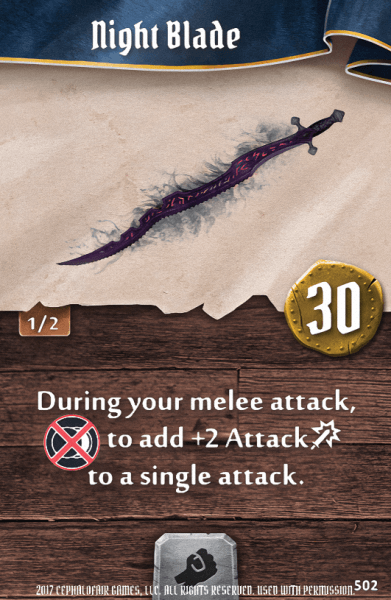 Night Blade
1/2
30
During your melee attack,
to add +2 Attack
to a single attack.
2017 CEPHALOFAIR GAMES, LLC. ALL RIGHTS RESERVED. USED WITH PERMISSION
502